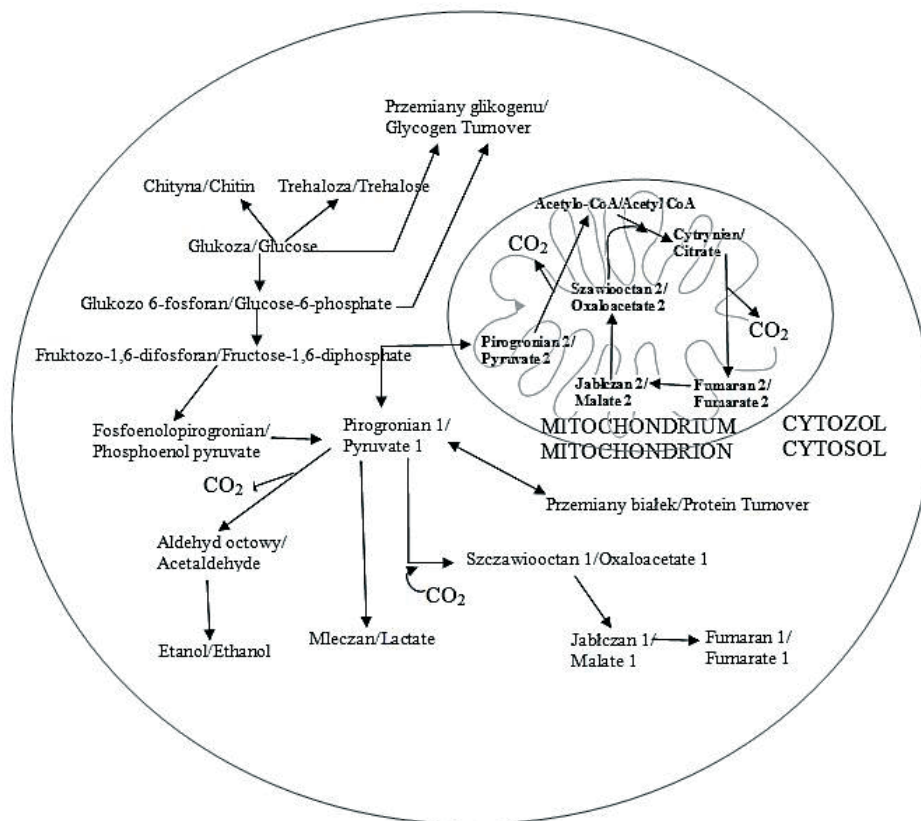 Przemiany glikogenu/
Glycogen Turnover
Chityna/Chitin
Trehaloza/Trehalose
Glukoza/Glucose
Glukozo 6-fosforan/Glucose-6-phosphate
Fruktozo-1,6-difosforan/Fructose-1,6-diphosphate
Fosfoenolopirogronian/
Phosphoenol pyruvate
Pirogronian 1/
Pyruvate 1
CO2
Aldehyd octowy/
Acetaldehyde
Etanol/Ethanol
Mleczan/Lactate
CO2
Szczawiooctan 1/Oxaloacetate 1
Jabłczan 1/
Malate 1
Fumaran 1/
Fumarate 1
Przemiany białek/Protein Turnover
Acetylo-CoA/Acetyl CoA
CO2
Cytrynian/
Citrate
Szawiooctan 2/
Oxaloacetate 2
CO2
Pirogronian 2/
Pyruvate 2
Jabłczan 2/
Malate 2
Fumaran 2/
Fumarate 2
MITOCHONDRIUM
MITOCHONDRION
CYTOZOL
CYTOSOL